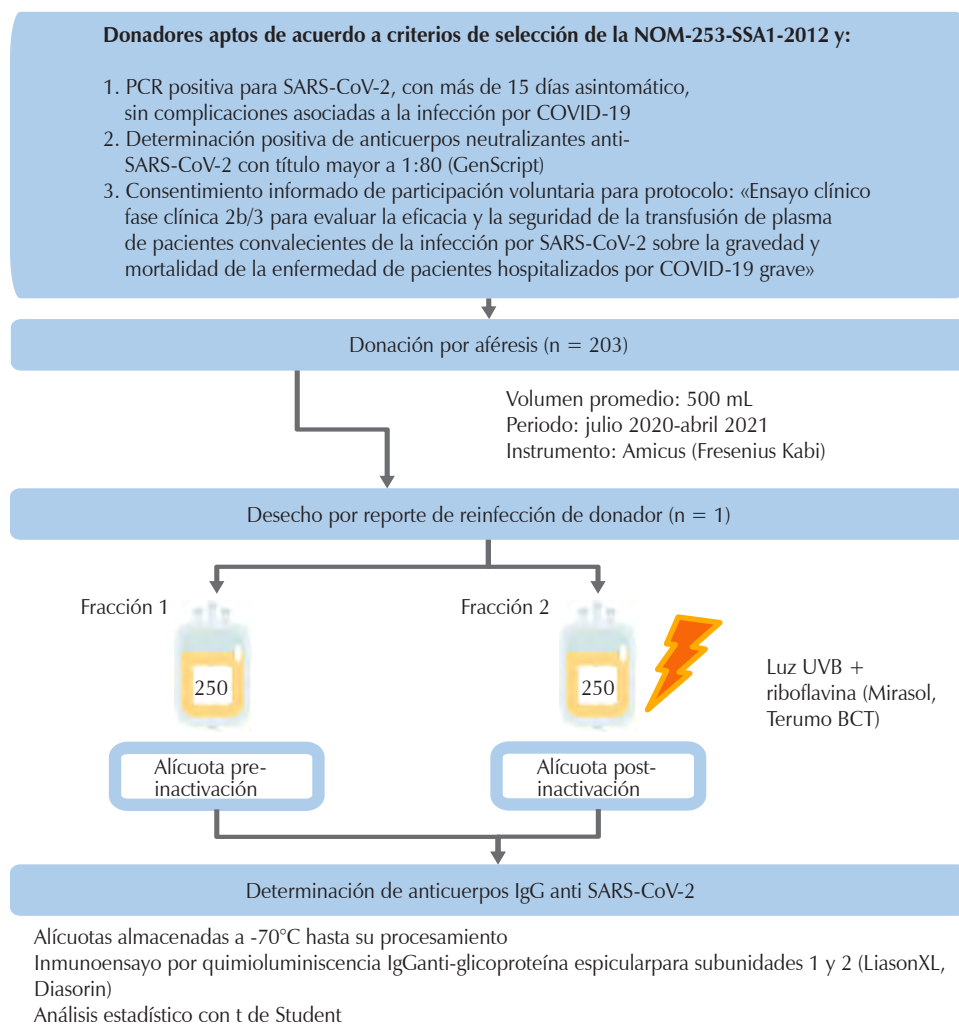 Donadores aptos de acuerdo a criterios de selección de la NOM-253-SSA1-2012 y:
1. PCR positiva para SARS-CoV-2, con más de 15 días asintomático,
sin complicaciones asociadas a la infección por COVID-19
2. Determinación positiva de anticuerpos neutralizantes anti-
SARS-CoV-2 con título mayor a 1:80 (GenScript)
3. Consentimiento informado de participación voluntaria para protocolo: «Ensayo clínico
fase clínica 2b/3 para evaluar la eficacia y la seguridad de la transfusión de plasma
de pacientes convalecientes de la infección por SARS-CoV-2 sobre la gravedad y
mortalidad de la enfermedad de pacientes hospitalizados por COVID-19 grave»
Donación por aféresis (n = 203)
Volumen promedio: 500 mL
Periodo: julio 2020-abril 2021
Instrumento: Amicus (Fresenius Kabi)
Desecho por reporte de reinfección de donador (n = 1)
Fracción 1
250
Fracción 2
250
Luz UVB +
riboflavina (Mirasol,
Terumo BCT)
Alícuota pre-
inactivación
Alícuota post-
inactivación
Determinación de anticuerpos IgG anti SARS-CoV-2
Alícuotas almacenadas a -70°C hasta su procesamiento
Inmunoensayo por quimioluminiscencia IgGanti-glicoproteína espicularpara subunidades 1 y 2 (LiasonXL,
Diasorin)
Análisis estadístico con t de Student